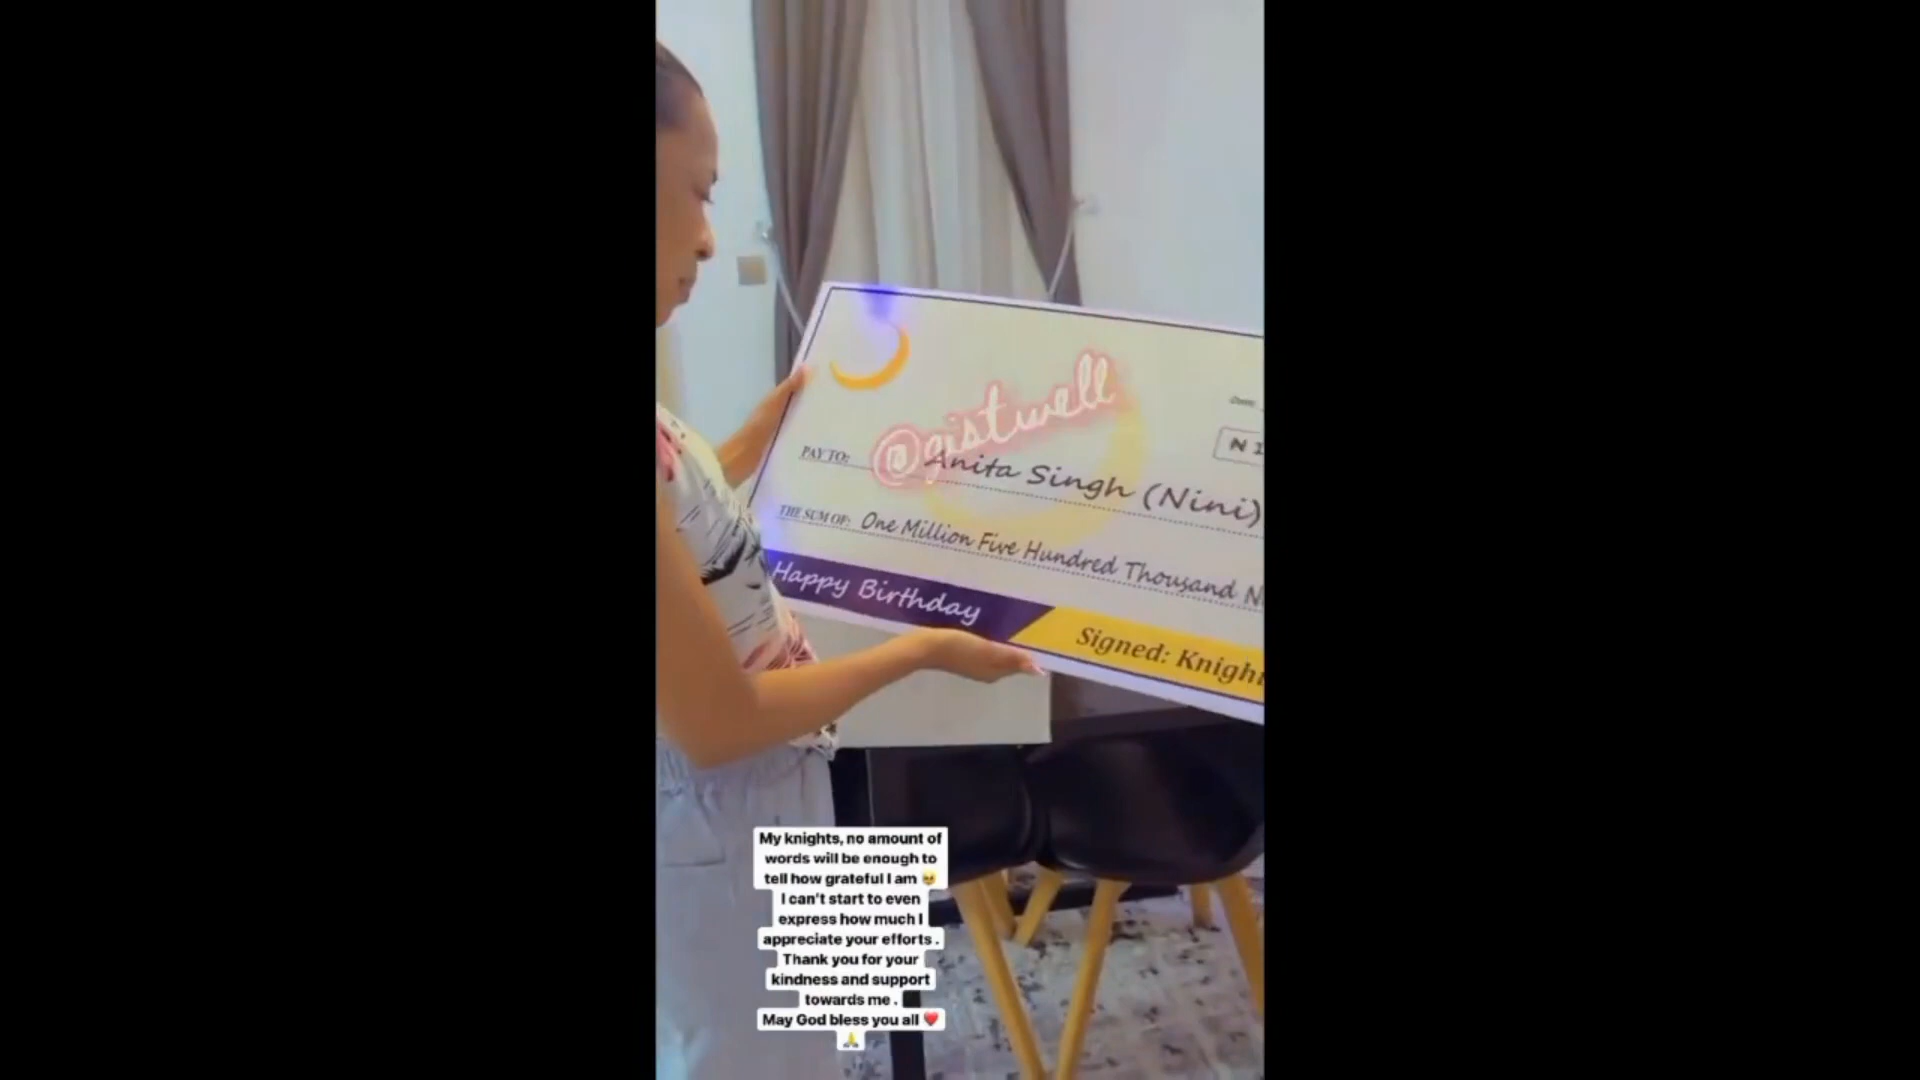 @gistwell
₦ 1
PAY TO: Anita Singh (Nini)
THE SUM OF: One Million Five Hundred Thousand
Happy Birthday
Signed:
My knights, no amount of
words will be enough to
tell how grateful I am 🥹
I can't start to even
express how much I
appreciate your efforts .
Thank you for your
kindness and support
towards me .
May God bless you all ❤️
🙏